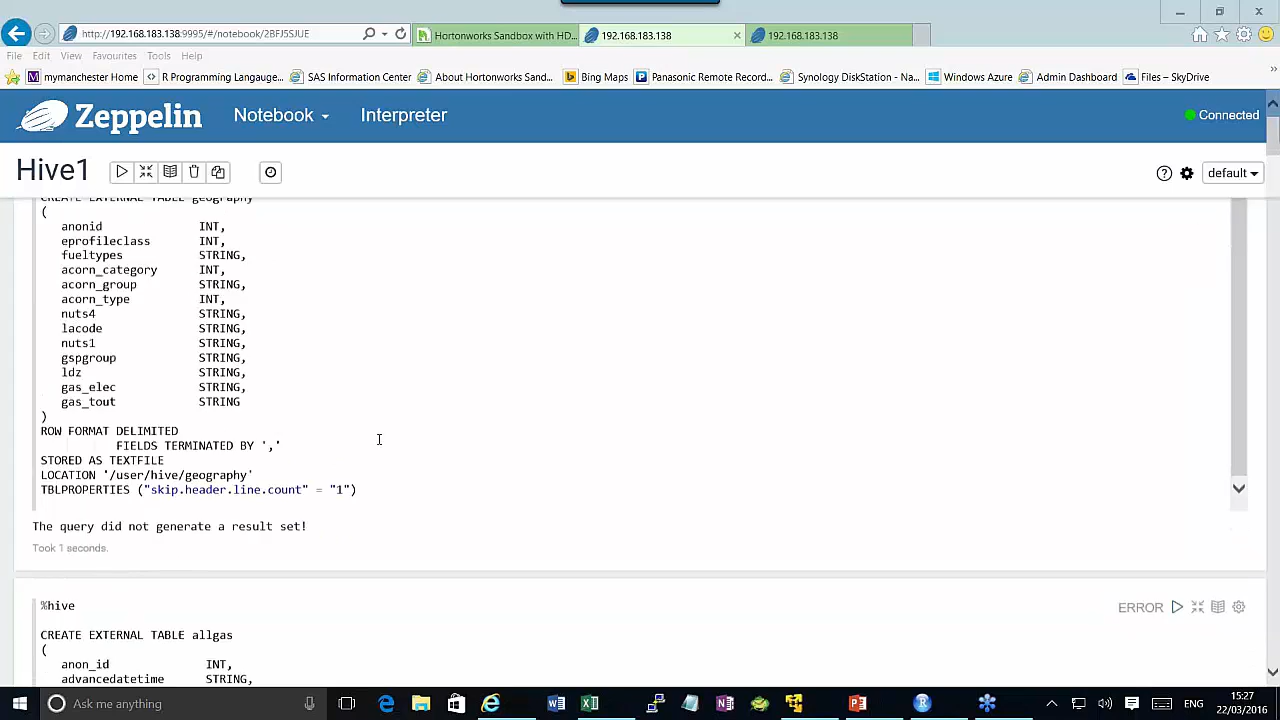 http://192.168.183.138:9995/#/notebook/2BFJ5SJUE
Hortonworks Sandbox with HD...
192.168.183.138
192.168.183.138
File Edit View Favourites Tools Help
mymanchester Home
R Programming Langauge...
SAS Information Center
About Hortonworks Sand...
Bing Maps
Panasonic Remote Record...
Synology DiskStation - Na...
Windows Azure
Admin Dashboard
Files – SkyDrive
Zeppelin
Notebook
Interpreter
Connected
Hive1
default
CREATE EXTERNAL TABLE geography
(
anonid INT,
eprofileclass INT,
fueltypes STRING,
acorn_category INT,
acorn_group STRING,
acorn_type INT,
nuts4 STRING,
lacode STRING,
nuts1 STRING,
gspgroup STRING,
ldz STRING,
gas_elec STRING,
gas_tout STRING
)
ROW FORMAT DELIMITED
FIELDS TERMINATED BY ','
STORED AS TEXTFILE
LOCATION '/user/hive/geography'
TBLPROPERTIES ("skip.header.line.count" = "1")
The query did not generate a result set!
Took 1 seconds.
%hive
ERROR
CREATE EXTERNAL TABLE allgas
(
anon_id INT,
advancedatetime STRING,
Ask me anything
ENG
15:27
22/03/2016